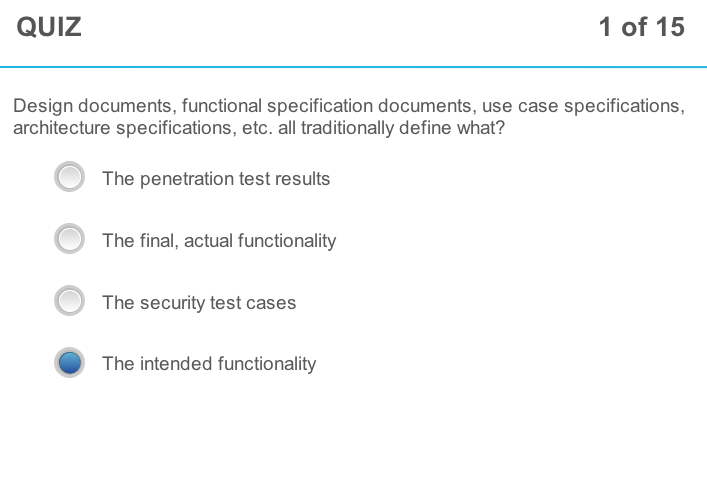 QUIZ
1 of 15
Design documents, functional specification documents, use case specifications,
architecture specifications, etc. all traditionally define what?
The penetration test results
The final, actual functionality
The security test cases
The intended functionality